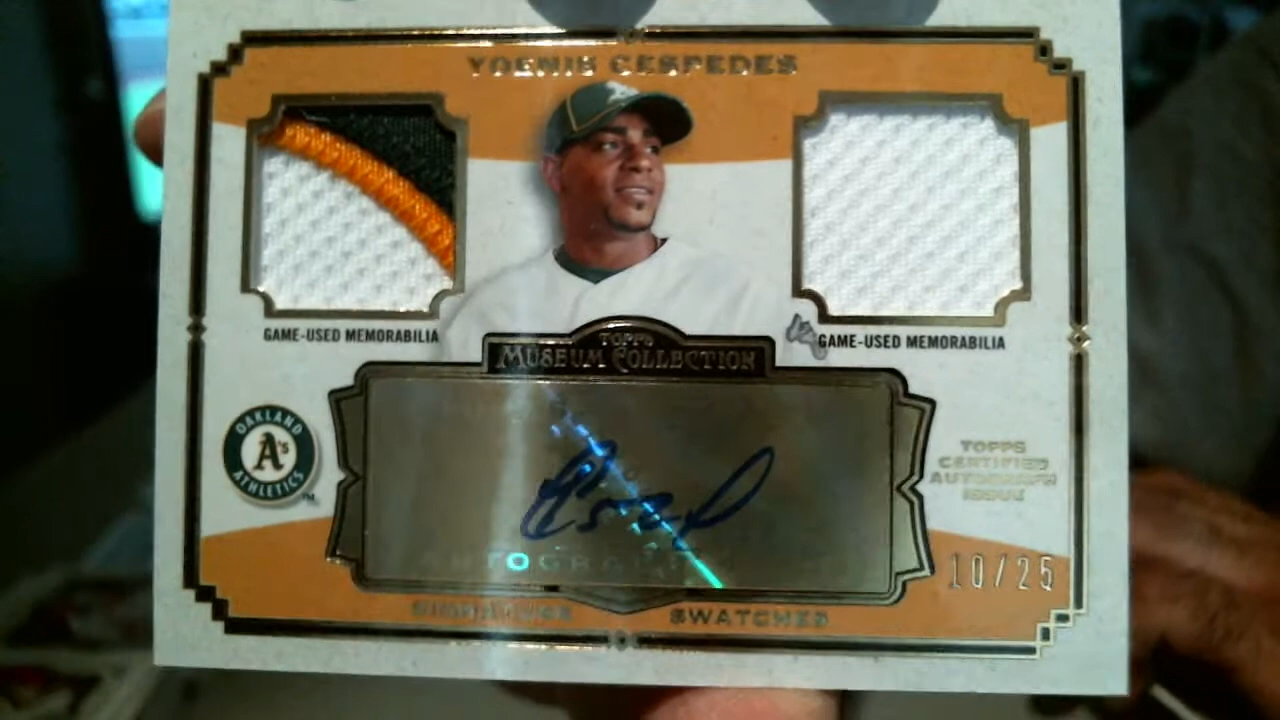 YOENIS CESPEDES
GAME-USED MEMORABILIA
GAME-USED MEMORABILIA
TOPPS
MUSEUM COLLECTION
OAKLAND
A's
ATHLETICS
TM
TOPPS
CERTIFIED
AUTOGRAPH
ISSUE
AUTOGRAPH
10/25
SIGNATURE SWATCHES